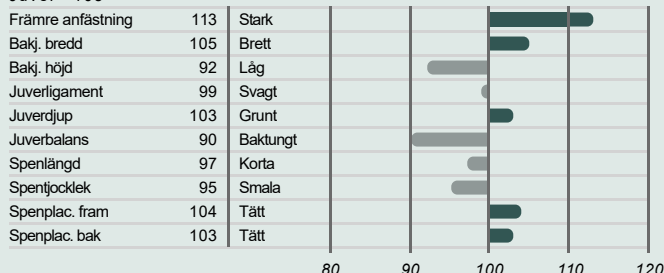 Främre anfästning 113 Stark
Bakj. bredd 105 Brett
Bakj. höjd 92 Låg
Juverligament 99 Svagt
Juverdjup 103 Grunt
Juverbalans 90 Baktungt
Spenlängd 97 Korta
Spentjocklek 95 Smala
Spenplac. fram 104 Tätt
Spenplac. bak 103 Tätt
80 90 100 110 120